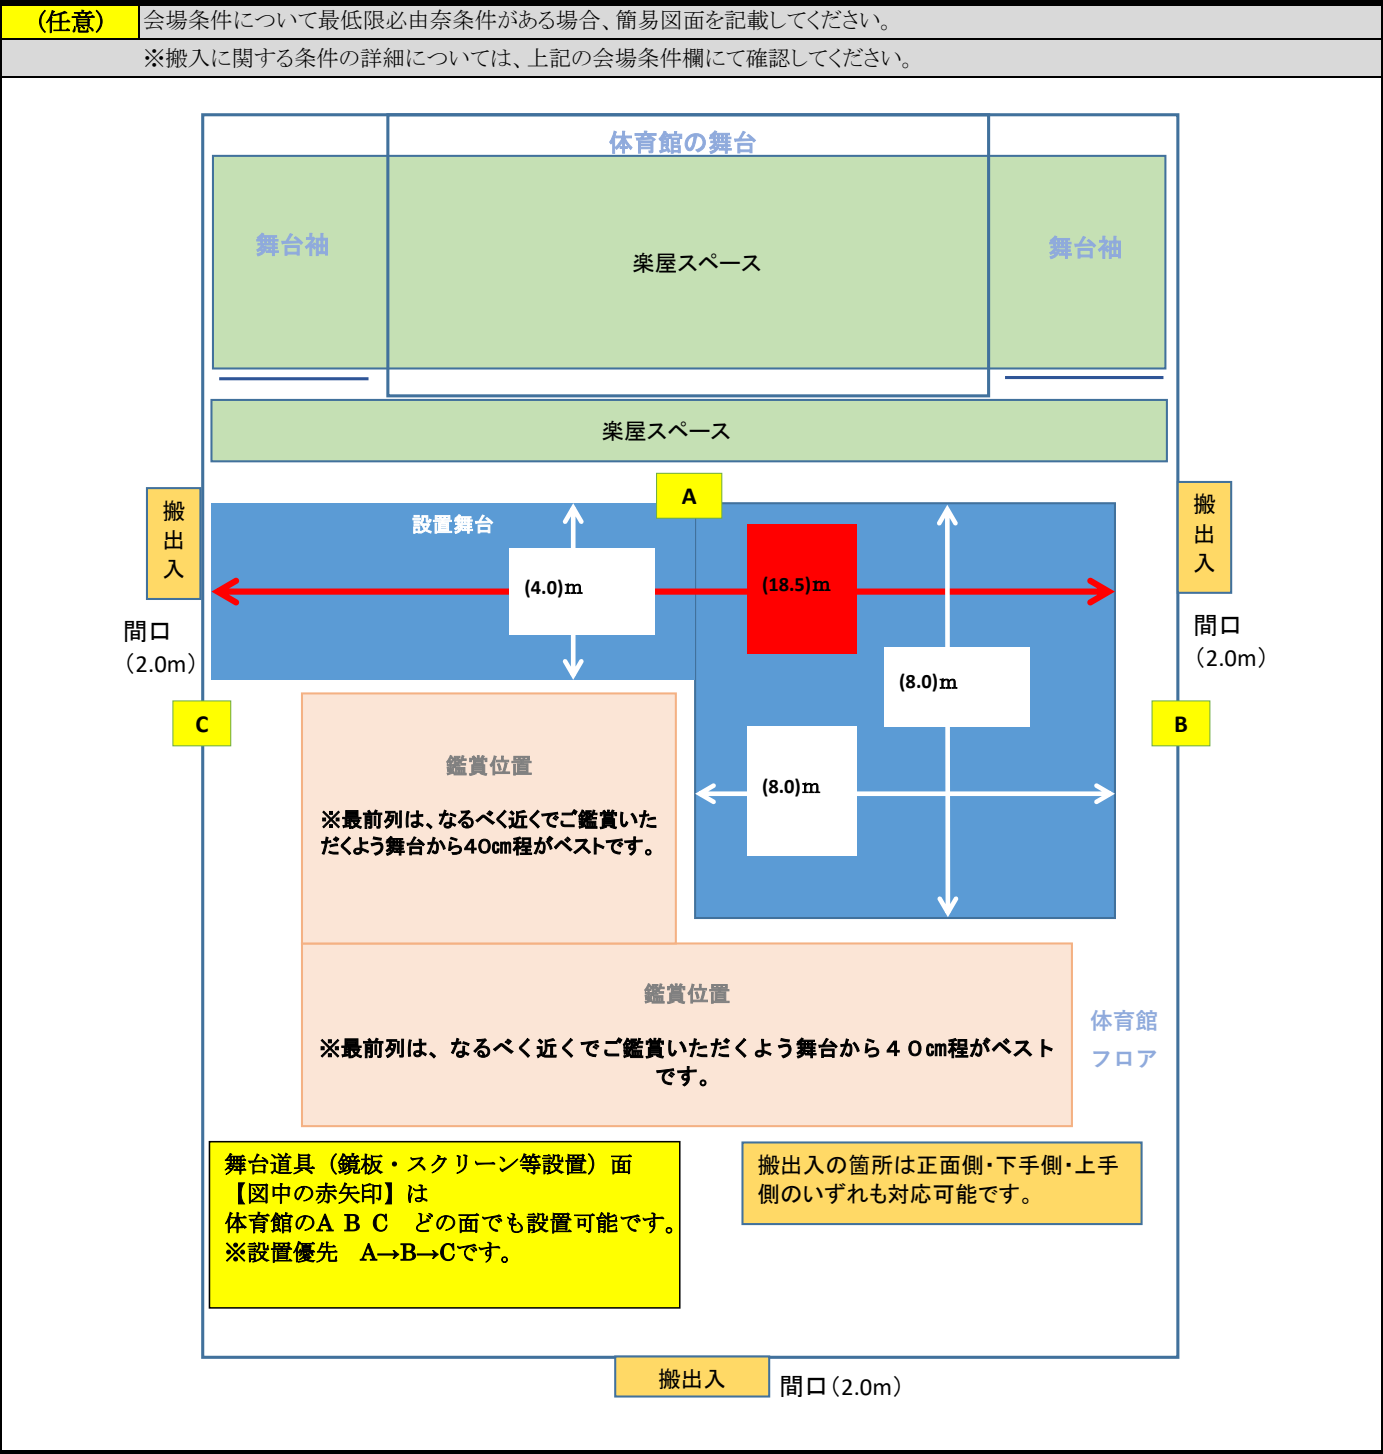 (任意) 会場条件について最低限必由奈条件がある場合、簡易図面を記載してください。
※搬入に関する条件の詳細については、上記の会場条件欄にて確認してください。
体育館の舞台
舞台袖
楽屋スペース
舞台袖
楽屋スペース
A
搬
出
入
設置舞台
搬
出
入
(4.0)m
(18.5)m
間口
（2.0m）
間口
（2.0m）
(8.0)m
C
B
鑑賞位置
(8.0)m
※最前列は、なるべく近くでご鑑賞いた
だくよう舞台から40㎝程がベストです。
鑑賞位置
※最前列は、なるべく近くでご鑑賞いただくよう舞台から４０㎝程がベスト
です。
体育館
フロア
舞台道具（鏡板・スクリーン等設置）面
【図中の赤矢印】は
体育館のA B C　どの面でも設置可能です。
※設置優先　A→B→Cです。
搬出入の箇所は正面側・下手側・上手
側のいずれも対応可能です。
搬出入
間口（2.0m）